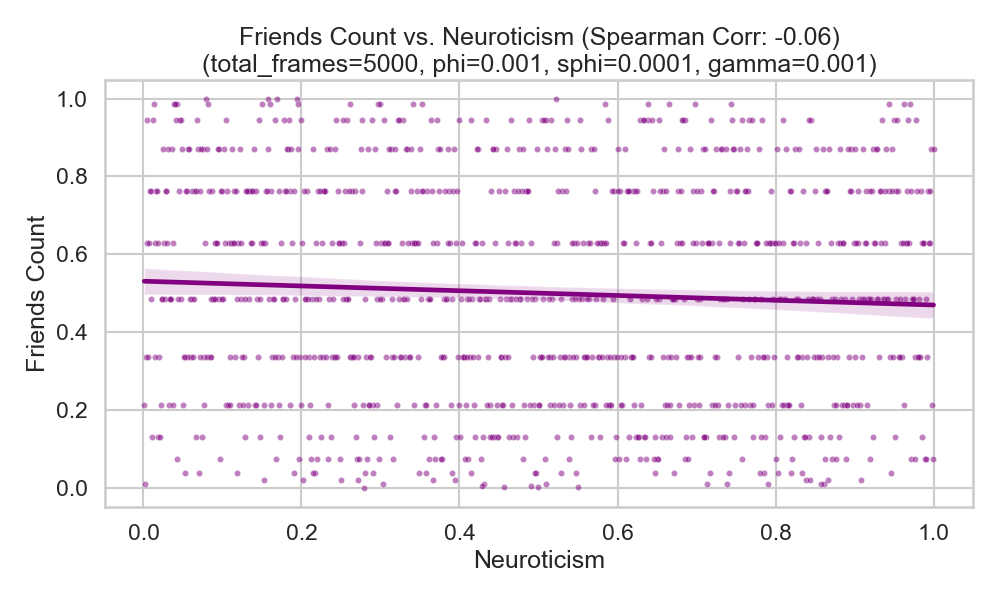 Friends Count vs. Neuroticism (Spearman Corr: -0.06)
(total_frames=5000, phi=0.001, sphi=0.0001, gamma=0.001)
1.0
0.8
0.6
0.4
0.2
0.0
Friends Count
0.0 0.2 0.4 0.6 0.8 1.0
Neuroticism